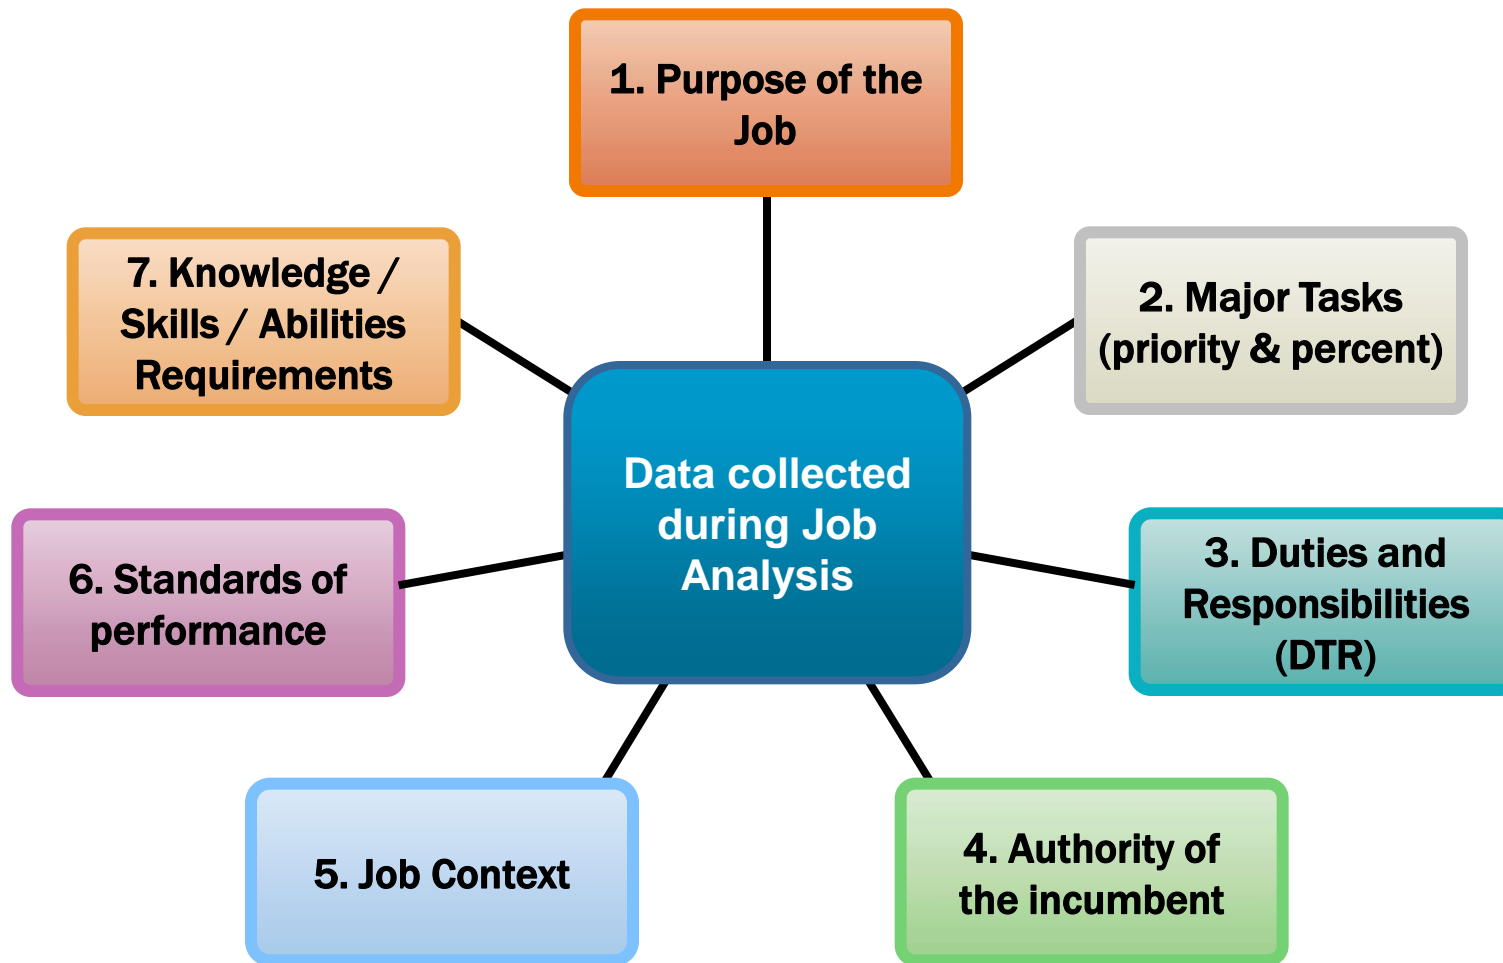 1. Purpose of the
Job
2. Major Tasks
(priority & percent)
3. Duties and
Responsibilities
(DTR)
4. Authority of
the incumbent
5. Job Context
6. Standards of
performance
7. Knowledge /
Skills / Abilities
Requirements
Data collected
during Job
Analysis